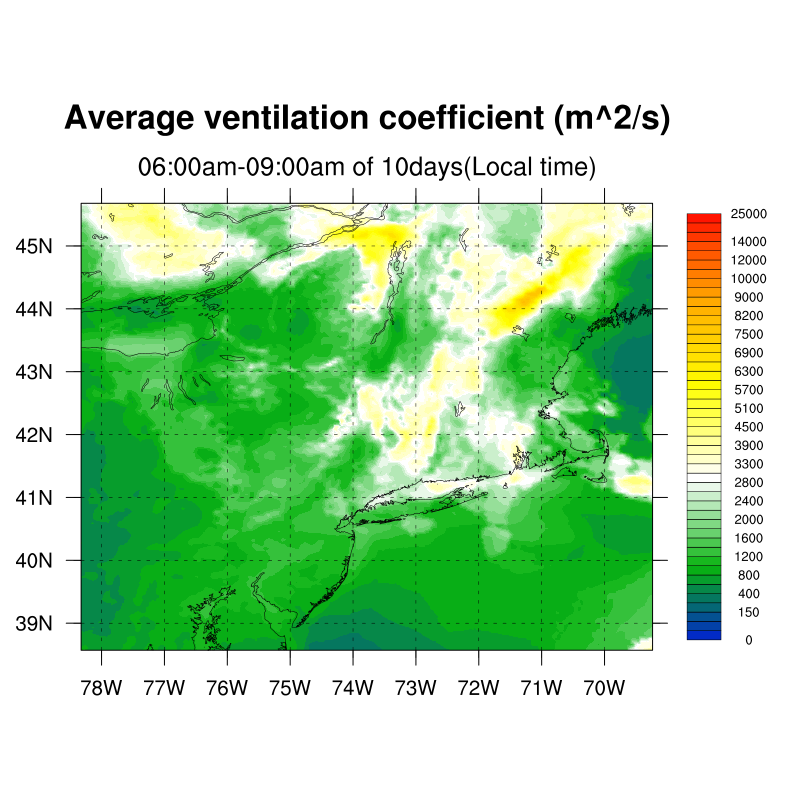 Average ventilation coefficient (m^2/s)
06:00am-09:00am of 10days(Local time)
45N
44N
43N
42N
41N
40N
39N
78W 77W 76W 75W 74W 73W 72W 71W 70W
25000
14000
12000
10000
9000
8200
7500
6900
6300
5700
5100
4500
3900
3300
2800
2400
2000
1600
1200
800
400
150
0